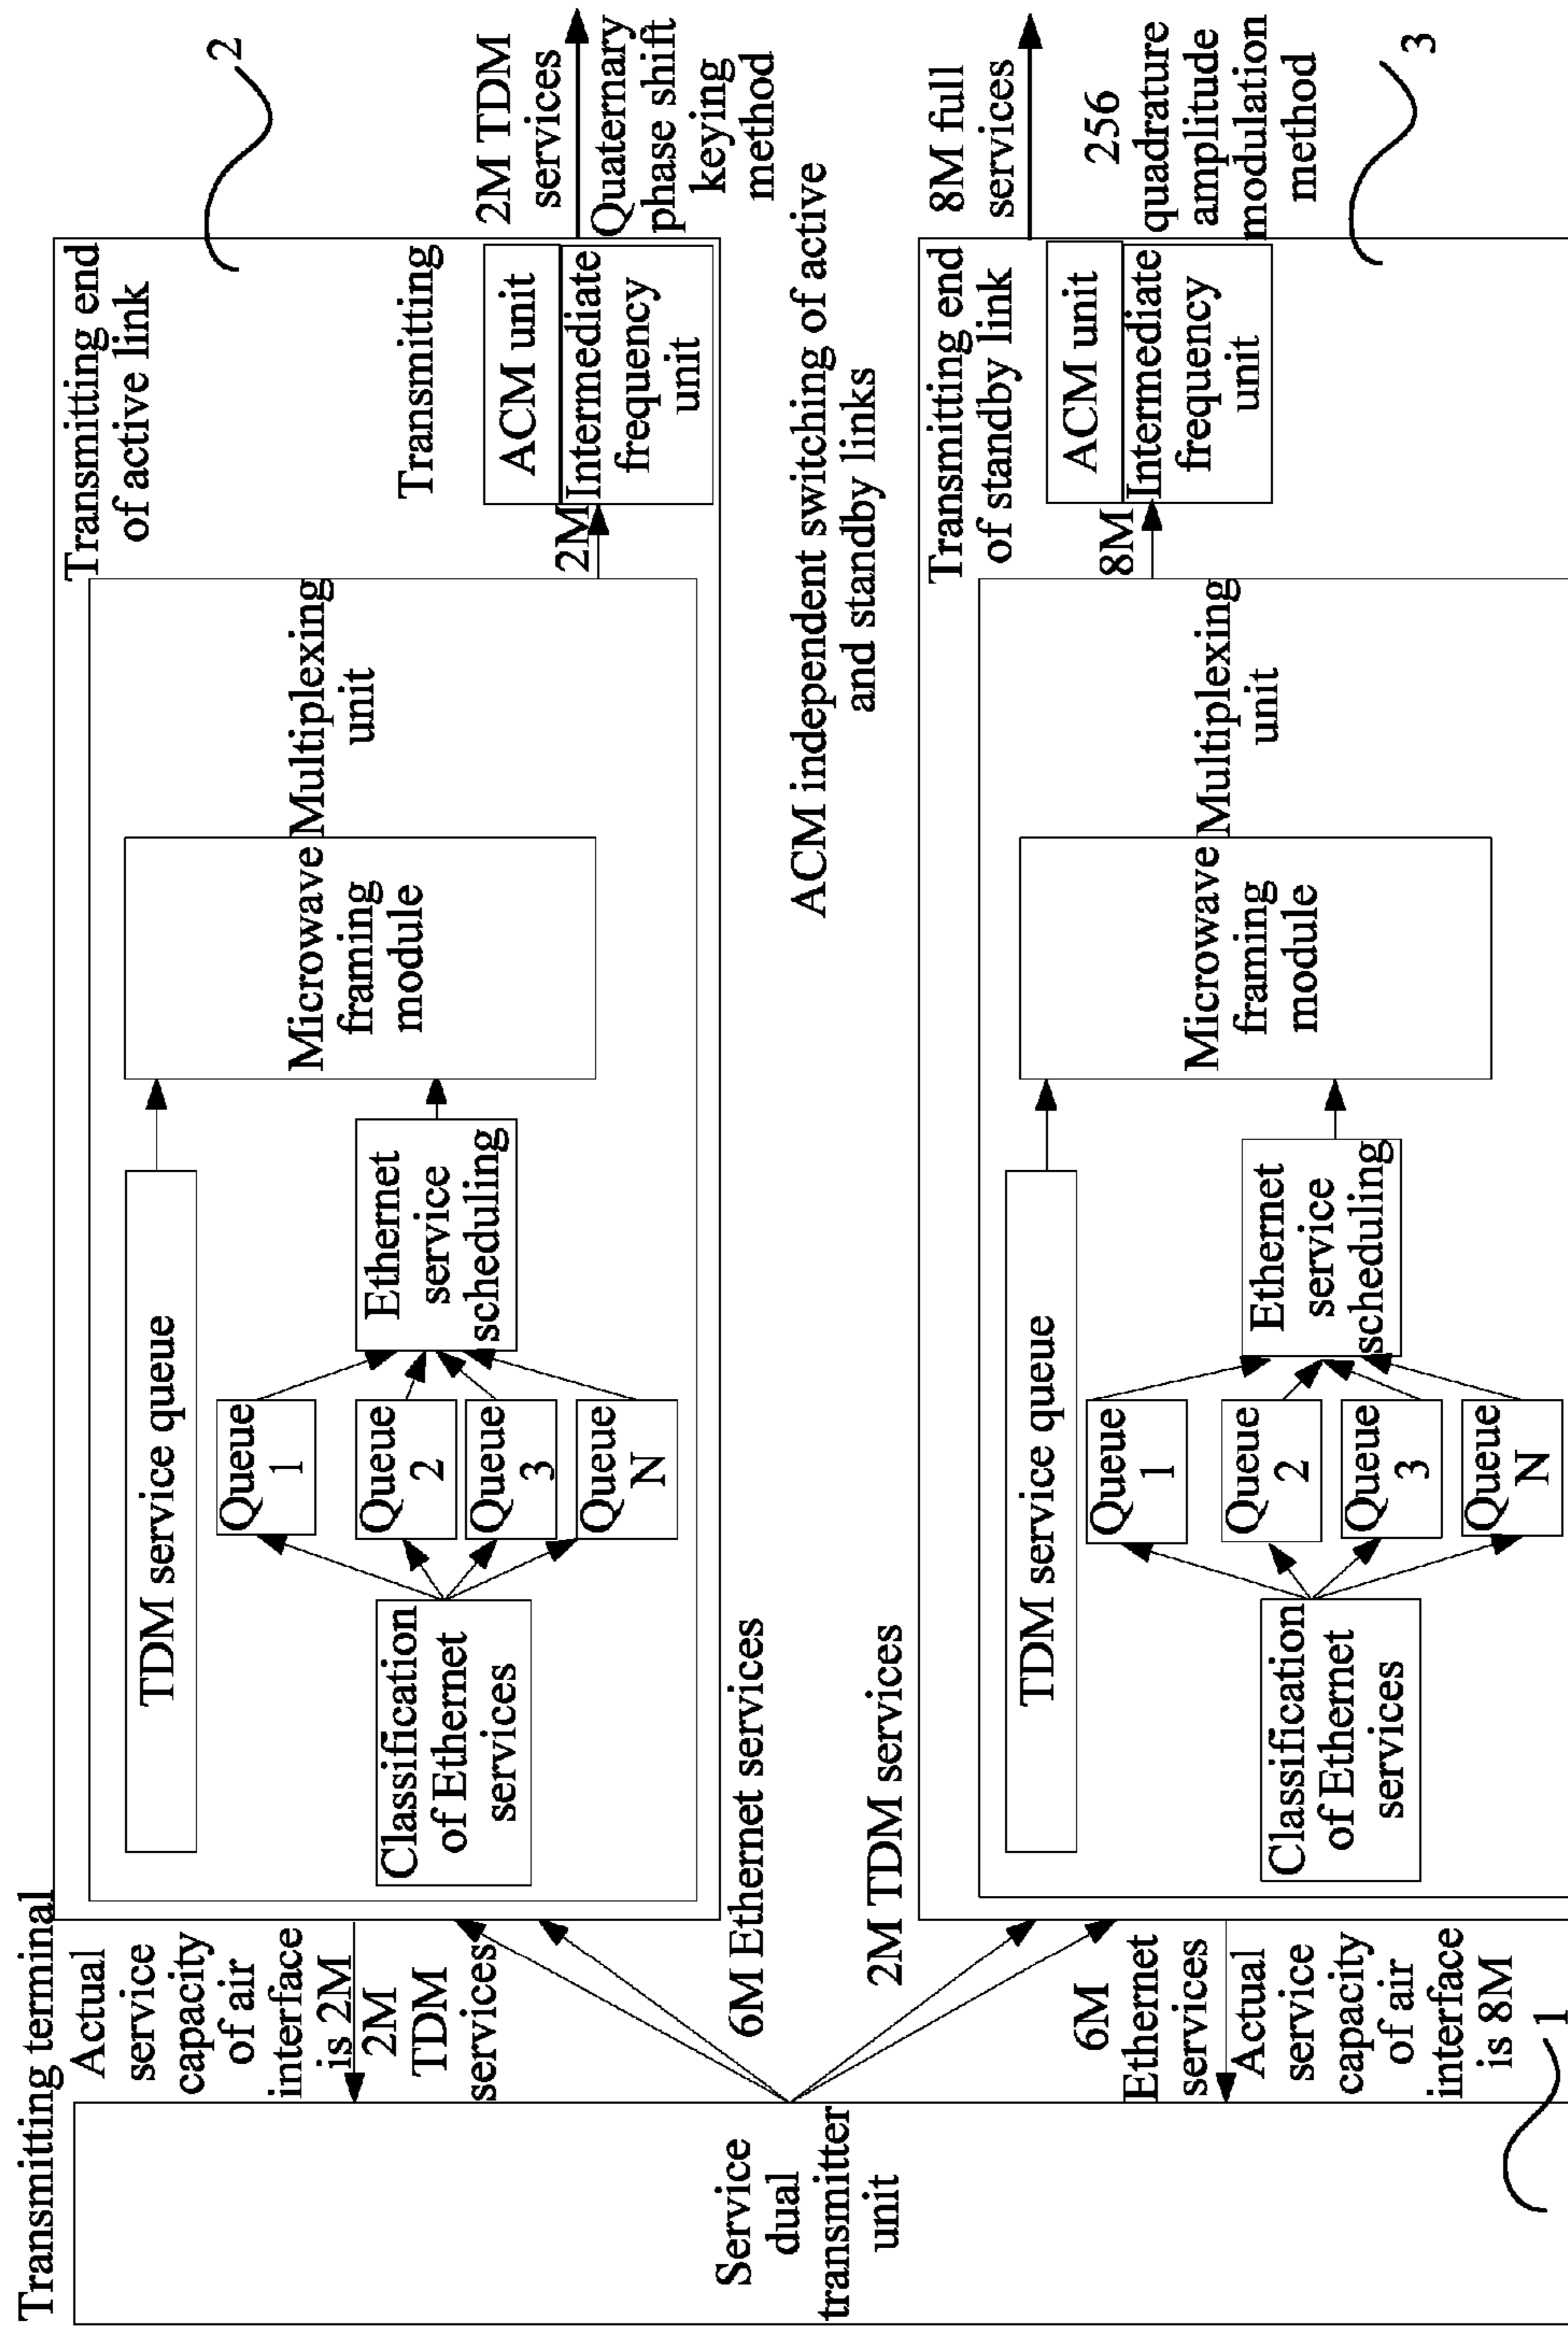 Transmitting terminal
Service
dual
transmitter
unit
1
Actual
service
capacity
of air
interface
is 2M
2M
TDM
services
6M Ethernet services
2M TDM services
6M
Ethernet
services
Actual
service
capacity
of air
interface
is 8M
Transmitting end
of active link
2
TDM service queue
Classification
of Ethernet
services
Queue
1
Queue
2
Queue
3
Queue
N
Ethernet
service
scheduling
Microwave
framing
module
Multiplexing
unit
2M
Transmitting
ACM unit
Intermediate
frequency
unit
2M TDM
services
Quaternary
phase shift
keying
method
ACM independent switching of active
and standby links
Transmitting end
of standby link
3
TDM service queue
Classification
of Ethernet
services
Queue
1
Queue
2
Queue
3
Queue
N
Ethernet
service
scheduling
Microwave
framing
module
Multiplexing
unit
8M
ACM unit
Intermediate
frequency
unit
8M full
services
256
quadrature
amplitude
modulation
method